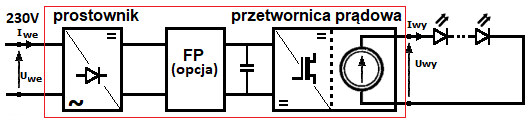 prostownik
przetwornica prądowa
230V
Iwe
Uwe
=
~
FP
(opcja)
=
=
Iwy
Uwy